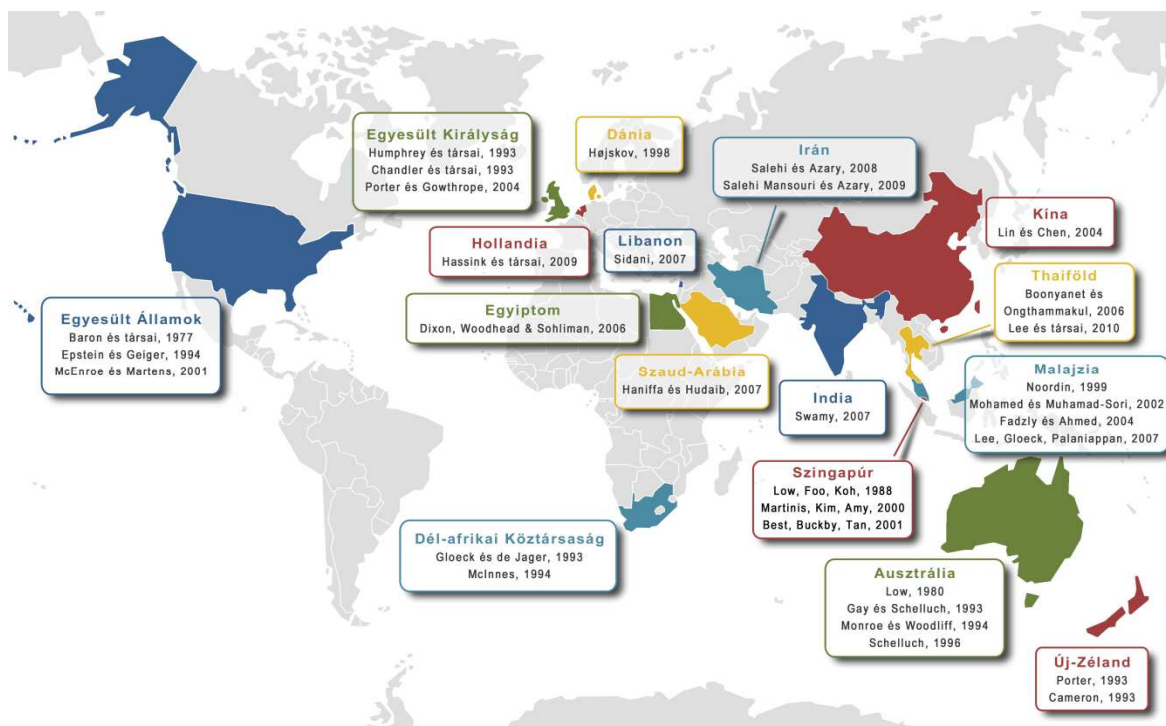 Egyesült Királyság
Humphrey és társai, 1993
Chandler és társai, 1993
Porter és Gowthrope, 2004
Dánia
Højskov, 1998
Irán
Salehi és Azary, 2008
Salehi Mansouri és Azary, 2009
Kína
Lin és Chen, 2004
Hollandia
Hassink és társai, 2009
Libanon
Sidani, 2007
Thaiföld
Boonyanet és
Ongthammakul, 2006
Lee és társai, 2010
Egyiptom
Dixon, Woodhead & Sohliman, 2006
Egyesült Államok
Baron és társai, 1977
Epstein és Geiger, 1994
McEnroe és Martens, 2001
Szaud-Arábia
Haniffa és Hudaib, 2007
India
Swamy, 2007
Malajzia
Noordin, 1999
Mohamed és Muhamad-Sori, 2002
Fadzly és Ahmed, 2004
Lee, Gloeck, Palaniappan, 2007
Szingapúr
Low, Foo, Koh, 1988
Martinis, Kim, Amy, 2000
Best, Buckby, Tan, 2001
Dél-afrikai Köztársaság
Gloeck és de Jager, 1993
McInnes, 1994
Ausztrália
Low, 1980
Gay és Schelluch, 1993
Monroe és Woodliff, 1994
Schelluch, 1996
Új-Zéland
Porter, 1993
Cameron, 1993